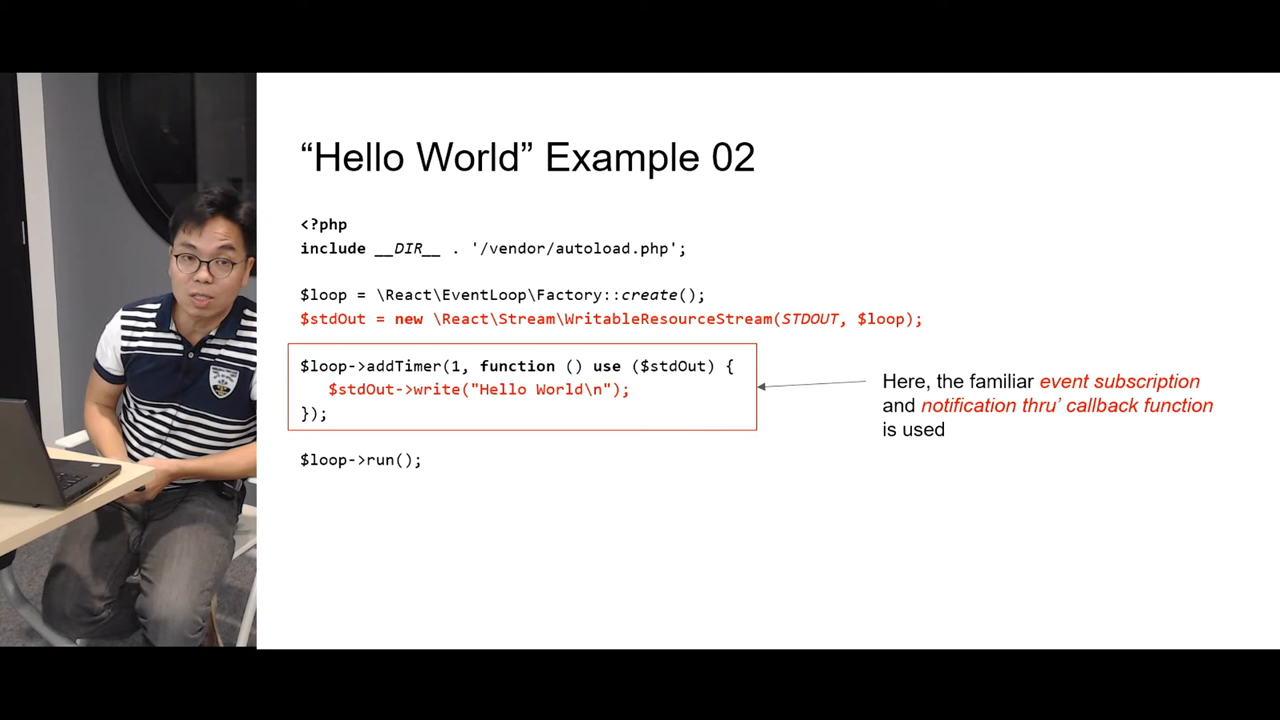 “Hello World” Example 02
<?php
include __DIR__ . '/vendor/autoload.php';
$loop = \React\EventLoop\Factory::create();
$stdOut = new \React\Stream\WritableResourceStream(STDOUT, $loop);
$loop->addTimer(1, function () use ($stdOut) {
$stdOut->write("Hello World\n");
});
$loop->run();
Here, the familiar event subscription
and notification thru’ callback function
is used